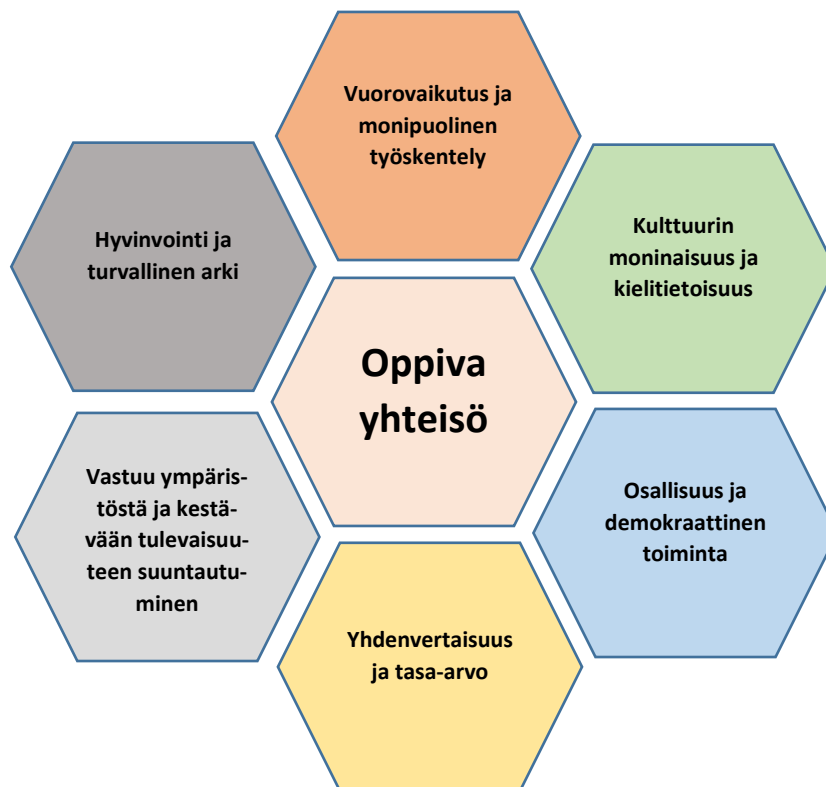 Vuorovaikutus ja
monipuolinen
työskentely
Hyvinvointi ja
turvallinen arki
Kulttuurin
moninaisuus ja
kielitietoisuus
Oppiva
yhteisö
Vastuu ympäris-
töstä ja kestä-
vään tulevaisuu-
teen suuntautu-
minen
Osallisuus ja
demokraattinen
toiminta
Yhdenvertaisuus
ja tasa-arvo